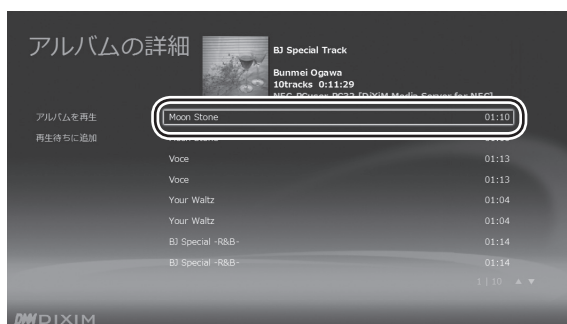 アルバムの詳細
BJ Special Track
Bunmei Ogawa
10tracks 0:11:29
アルバムを再生
再生待ちに追加
Moon Stone 01:10
Voce 01:13
Voce 01:13
Your Waltz 01:04
Your Waltz 01:04
BJ Special -R&B- 01:14
BJ Special -R&B- 01:14
1 | 10 ▲ ▼
DiXiM